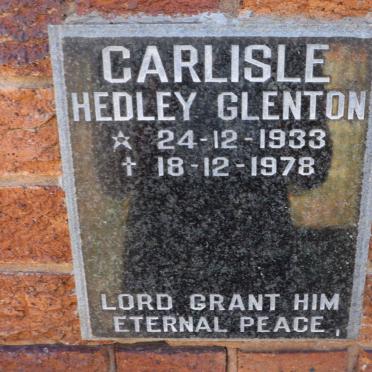 CARLISLE
HEDLEY GLENTON
☆ 24-12-1933
† 18-12-1978
LORD GRANT HIM
ETERNAL PEACE